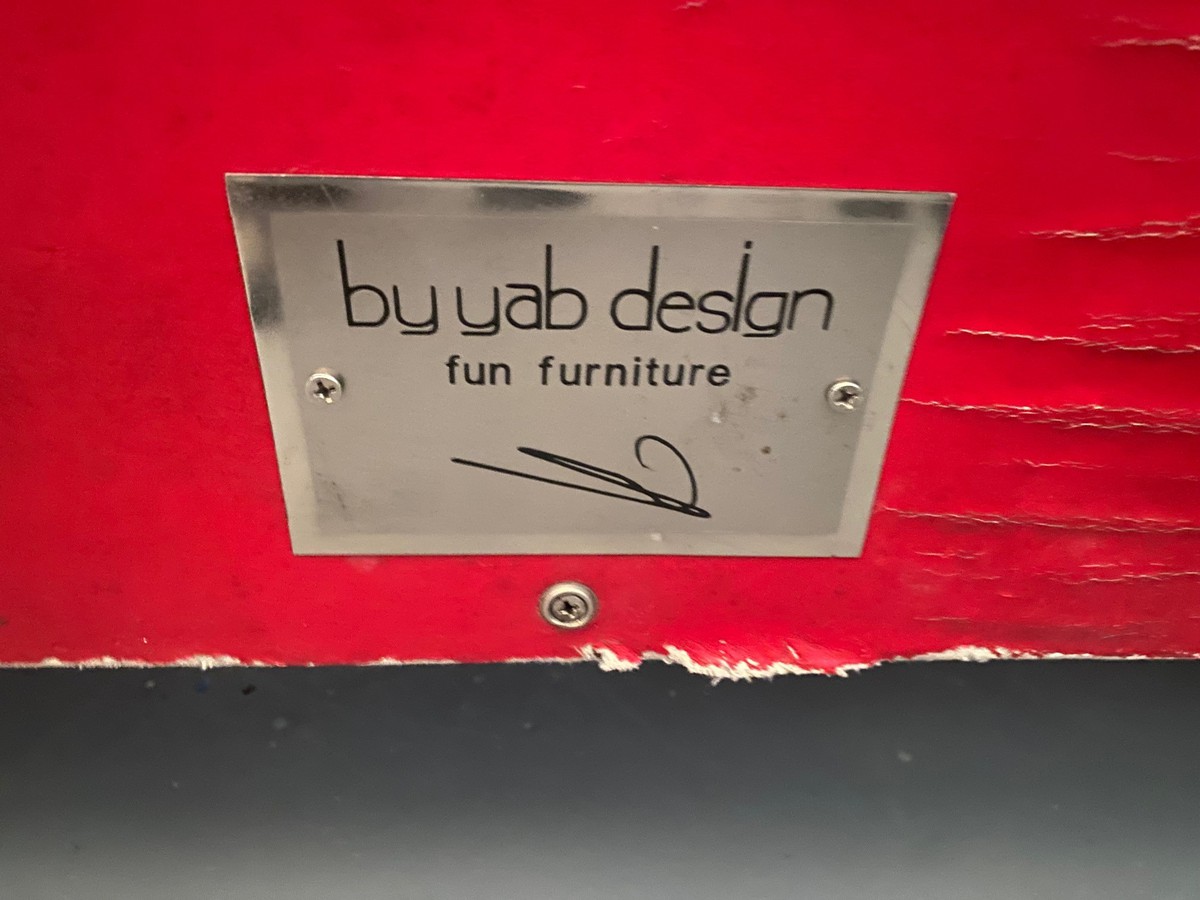 by yab design
fun furniture